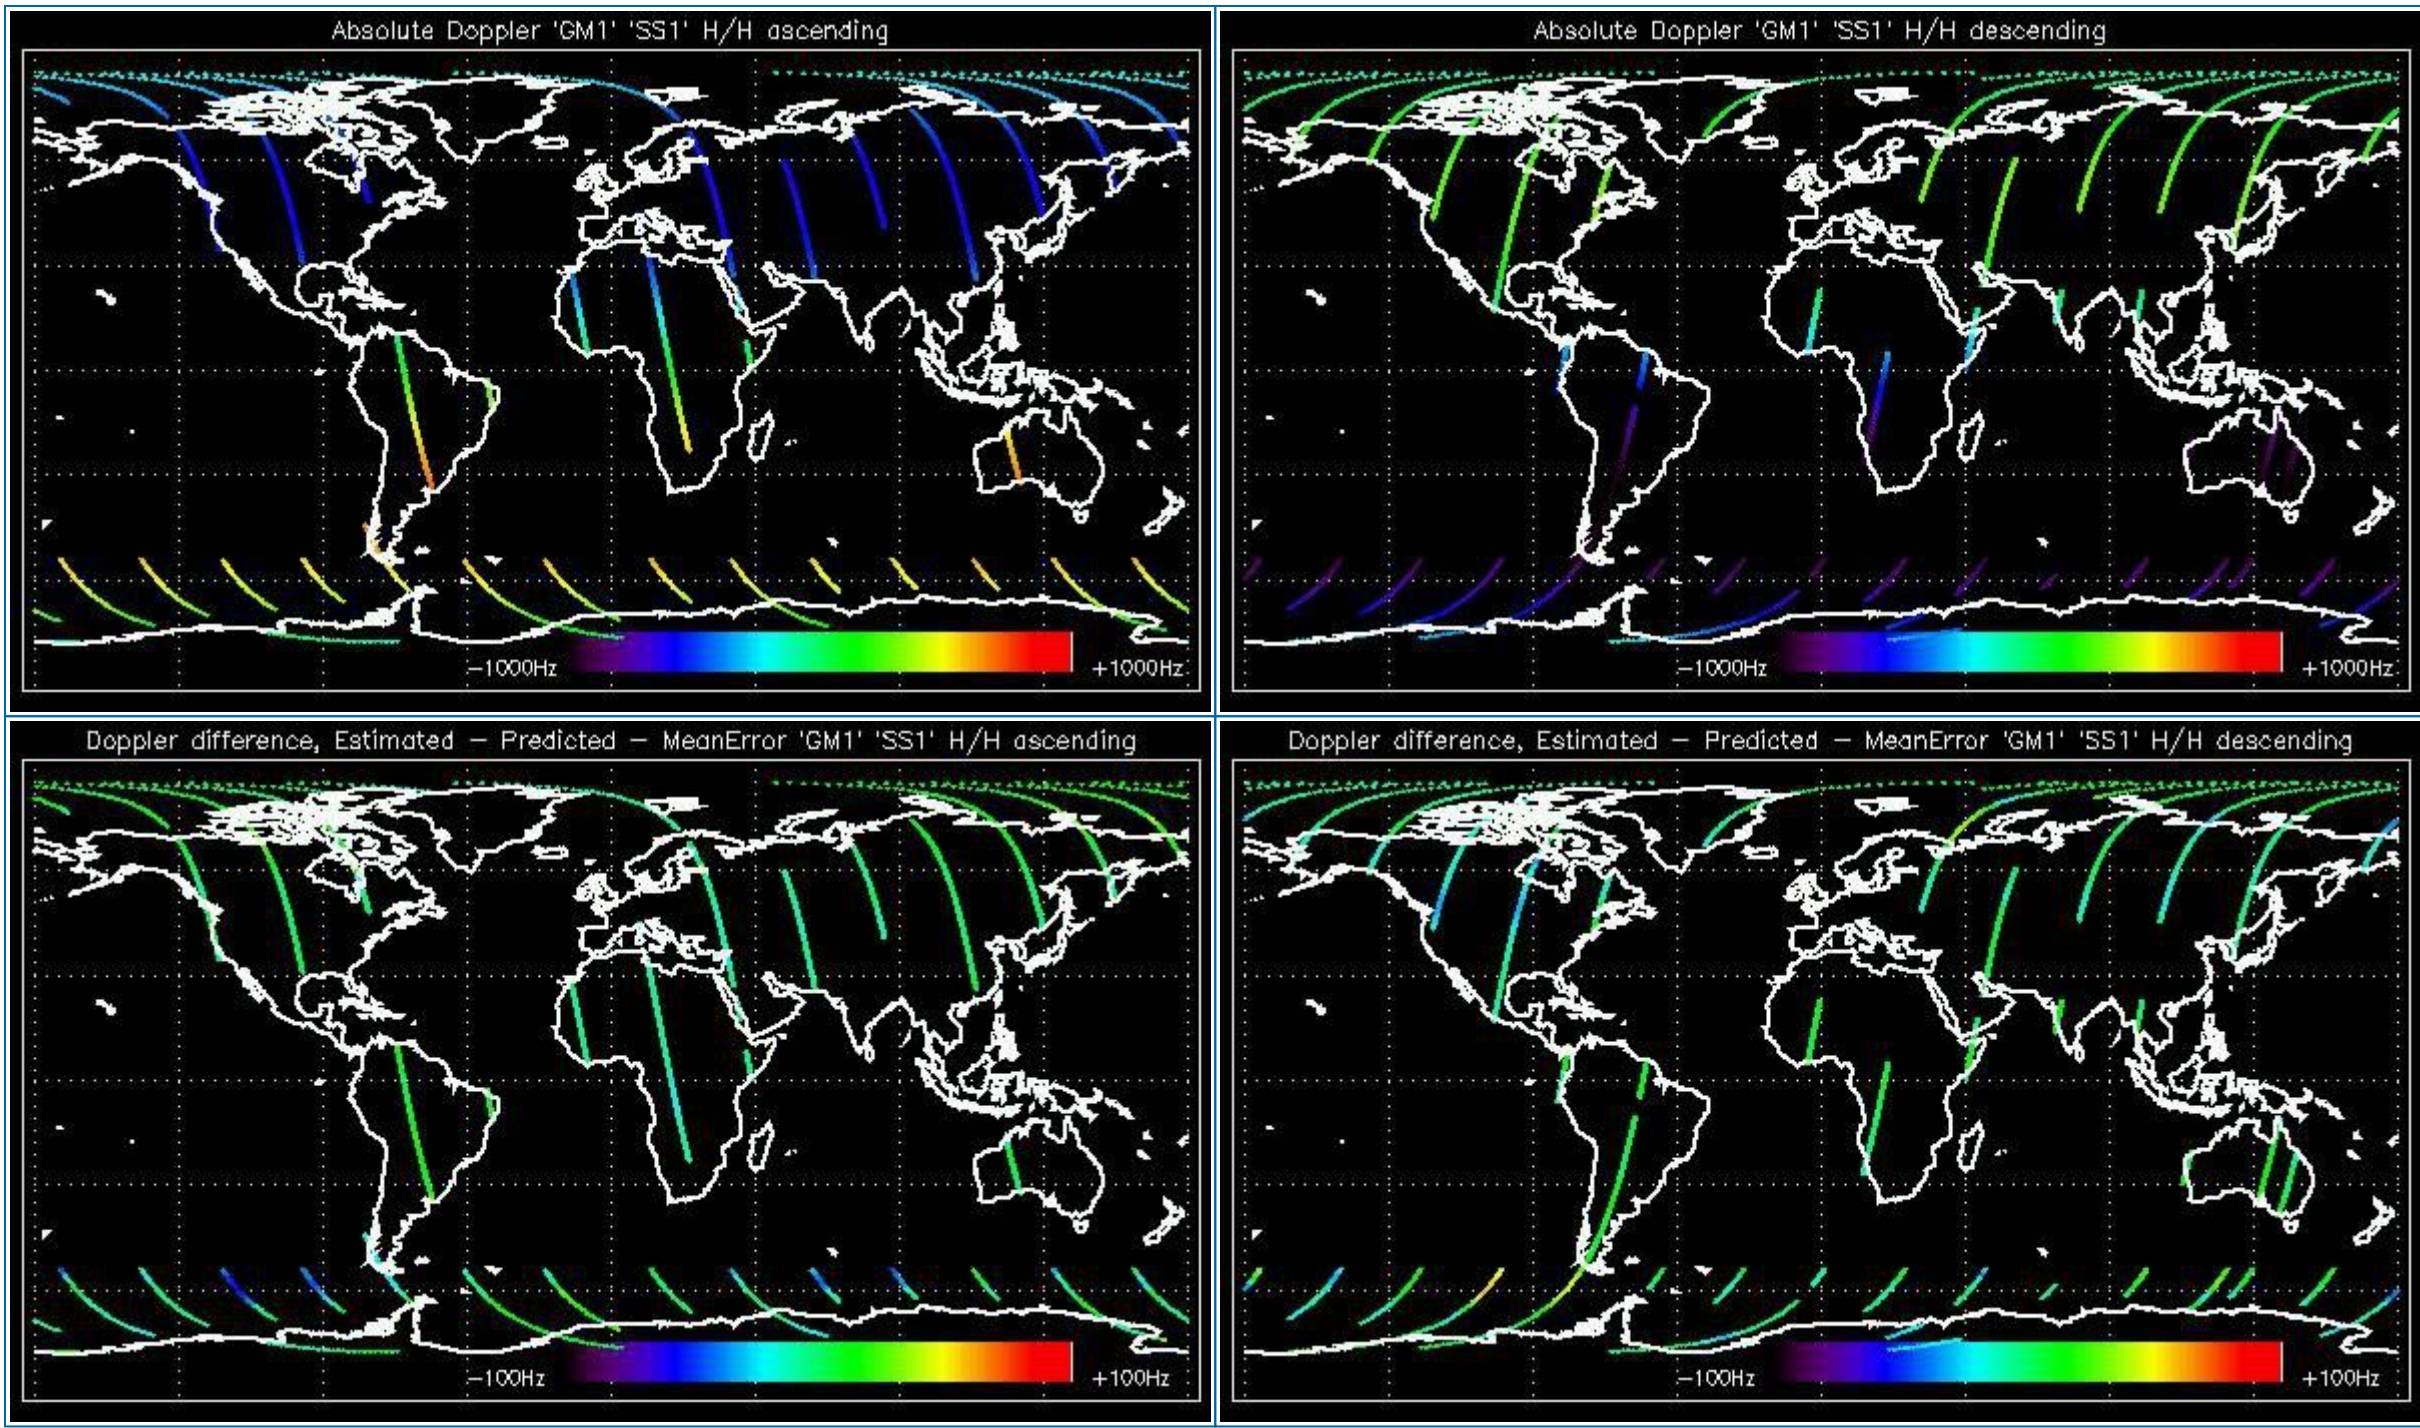 Absolute Doppler 'GM1' 'SS1' H/H ascending
−1000Hz
+1000Hz
Absolute Doppler 'GM1' 'SS1' H/H descending
−1000Hz
+1000Hz
Doppler difference, Estimated − Predicted − MeanError 'GM1' 'SS1' H/H ascending
−100Hz
+100Hz
Doppler difference, Estimated − Predicted − MeanError 'GM1' 'SS1' H/H descending
−100Hz
+100Hz